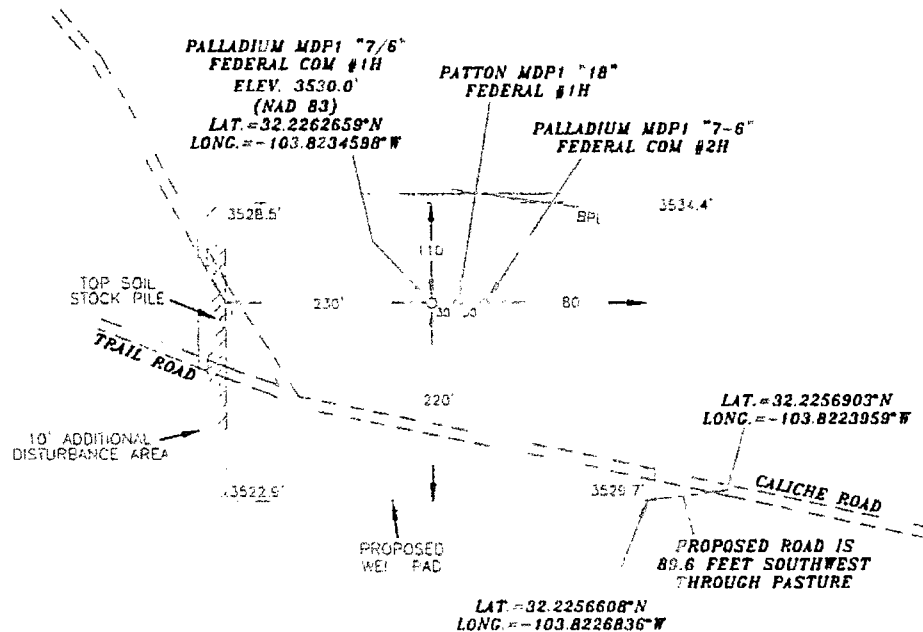 PALLADIUM MDP1 "7/6"
FEDERAL COM #1H
ELEV. 3530.0'
(NAD 83)
LAT.=32.2262659°N
LONG.=-103.8234598°W
PATTON MDP1 "18"
FEDERAL #1H
PALLADIUM MDP1 "7-6"
FEDERAL COM #2H
3528.5'
3534.4'
110
TOP SOIL
STOCK PILE
230'
30
80
TRAIL ROAD
220'
LAT.=32.2256903°N
LONG.=-103.8223959°W
10' ADDITIONAL
DISTURBANCE AREA
3522.9'
3529.7'
CALICHE ROAD
PROPOSED
PAD
PROPOSED ROAD IS
89.6 FEET SOUTHWEST
THROUGH PASTURE
LAT.=32.2256608°N
LONG.=-103.8226836°W